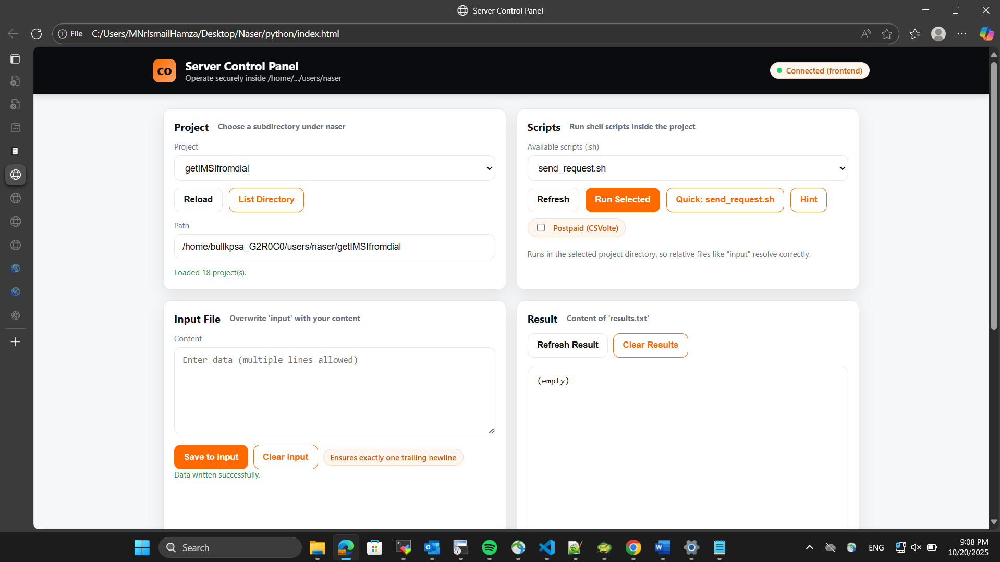 Server Control Panel
File C:/Users/MNrIsmailHamza/Desktop/Naser/python/index.html
co
Server Control Panel
Operate securely inside /home/.../users/naser
Connected (frontend)
Project Choose a subdirectory under naser
Project
getIMSIfromdial
Reload List Directory
Path
/home/bullkpsa_G2R0C0/users/naser/getIMSIfromdial
Loaded 18 project(s).
Scripts Run shell scripts inside the project
Available scripts (.sh)
send_request.sh
Refresh Run Selected Quick: send_request.sh Hint
Postpaid (CSVolte)
Runs in the selected project directory, so relative files like "input" resolve correctly.
Input File Overwrite 'input' with your content
Content
Enter data (multiple lines allowed)
Save to input Clear Input Ensures exactly one trailing newline
Data written successfully.
Result Content of 'results.txt'
Refresh Result Clear Results
(empty)
Search
ENG
9:08 PM
10/20/2025